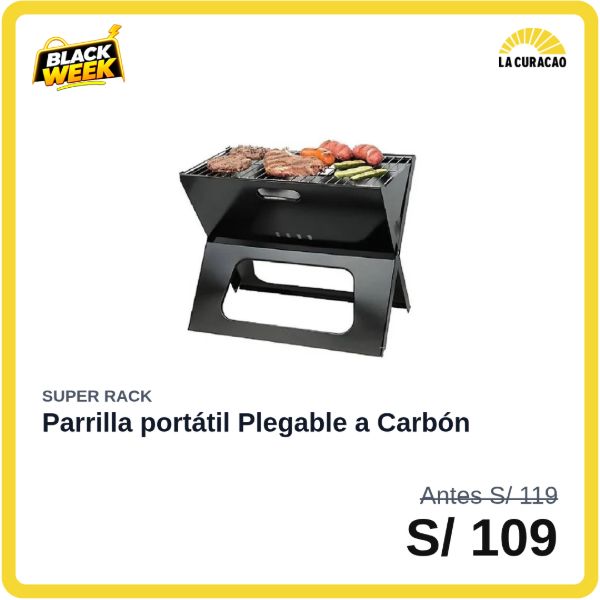 BLACK
WEEK
LA CURACAO
SUPER RACK
Parrilla portátil Plegable a Carbón
Antes S/ 119
S/ 109